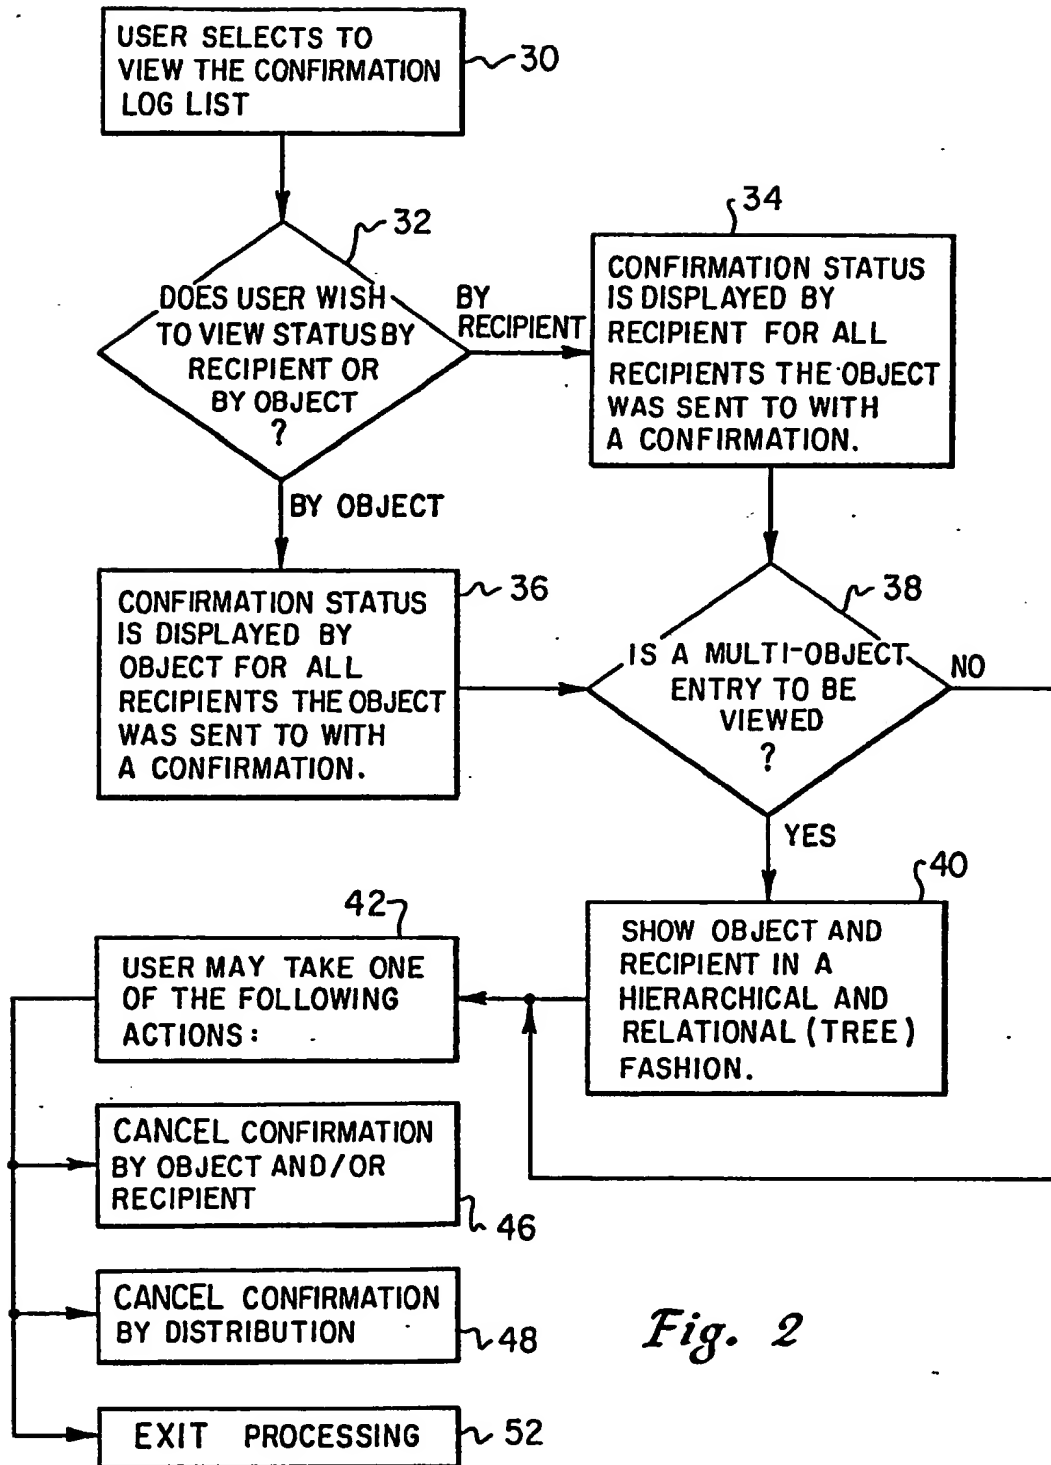 USER SELECTS TO
VIEW THE CONFIRMATION
LOG LIST
30
32
DOES USER WISH
TO VIEW STATUS BY
RECIPIENT OR
BY OBJECT
?
BY
RECIPIENT
34
CONFIRMATION STATUS
IS DISPLAYED BY
RECIPIENT FOR ALL
RECIPIENTS THE OBJECT
WAS SENT TO WITH
A CONFIRMATION.
BY OBJECT
36
CONFIRMATION STATUS
IS DISPLAYED BY
OBJECT FOR ALL
RECIPIENTS THE OBJECT
WAS SENT TO WITH
A CONFIRMATION.
38
IS A MULTI-OBJECT
ENTRY TO BE
VIEWED
?
NO
YES
40
SHOW OBJECT AND
RECIPIENT IN A
HIERARCHICAL AND
RELATIONAL (TREE)
FASHION.
42
USER MAY TAKE ONE
OF THE FOLLOWING
ACTIONS:
CANCEL CONFIRMATION
BY OBJECT AND/OR
RECIPIENT
46
CANCEL CONFIRMATION
BY DISTRIBUTION
48
EXIT PROCESSING
52
Fig. 2